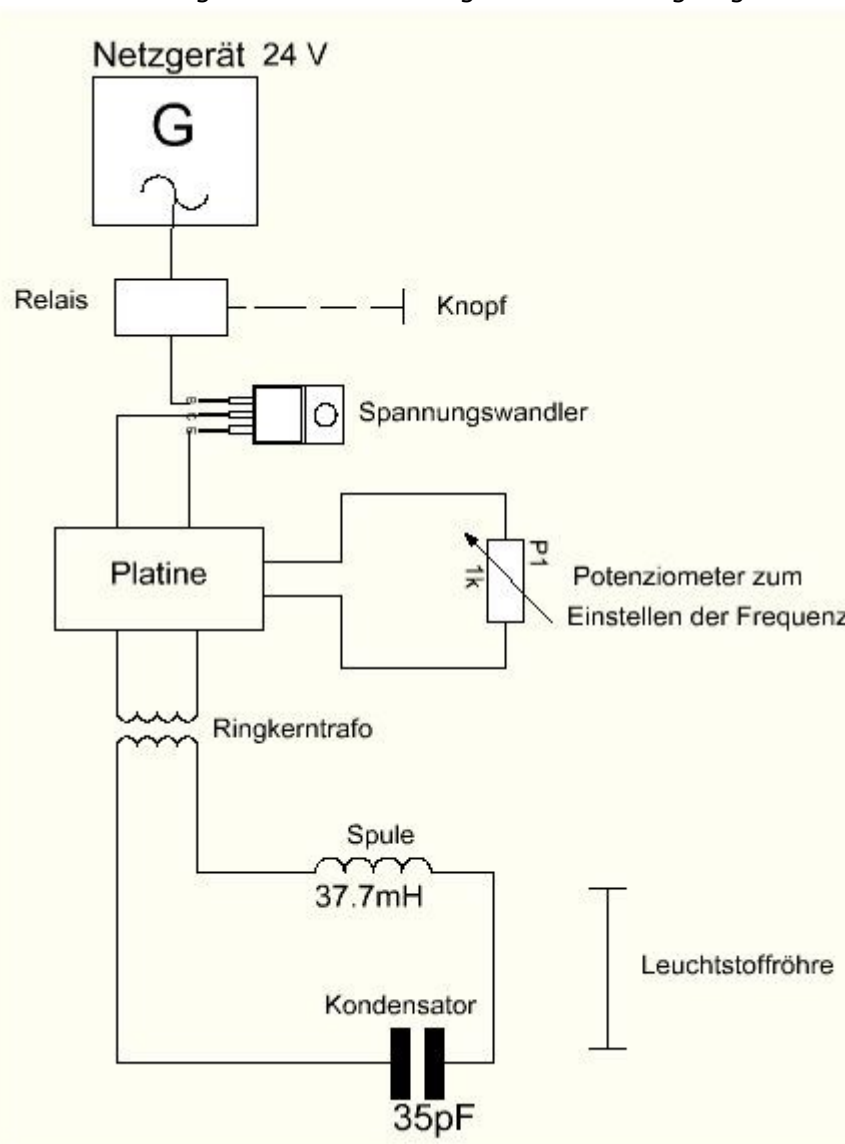 Netzgerät 24 V
G
Relais
Knopf
Spannungswandler
Platine
P1
1k
Potenziometer zum
Einstellen der Frequenz
Ringkerntrafo
Spule
37.7mH
Leuchtstoffröhre
Kondensator
35pF